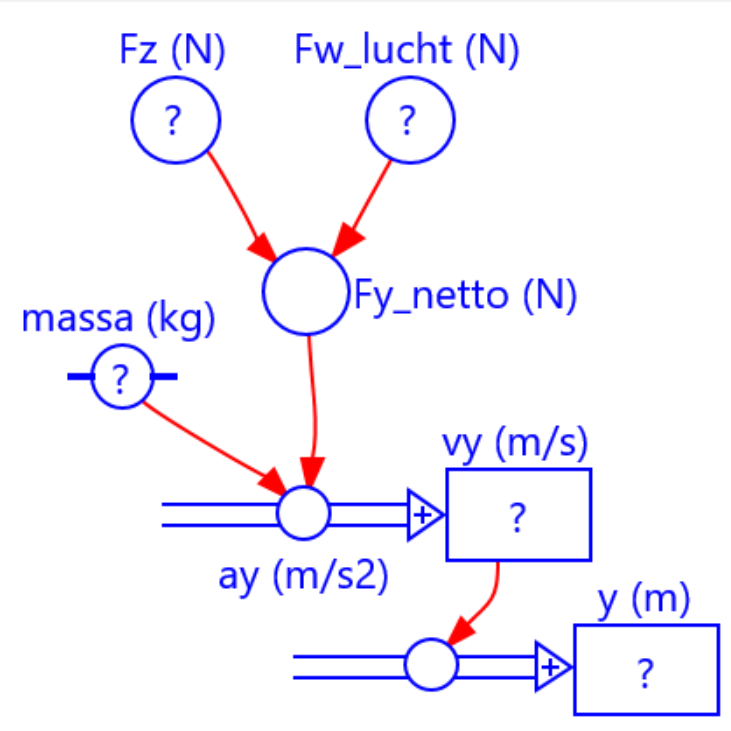 Fz (N)
Fw_lucht (N)
?
?
Fy_netto (N)
massa (kg)
?
vy (m/s)
+
?
ay (m/s2)
y (m)
+
?